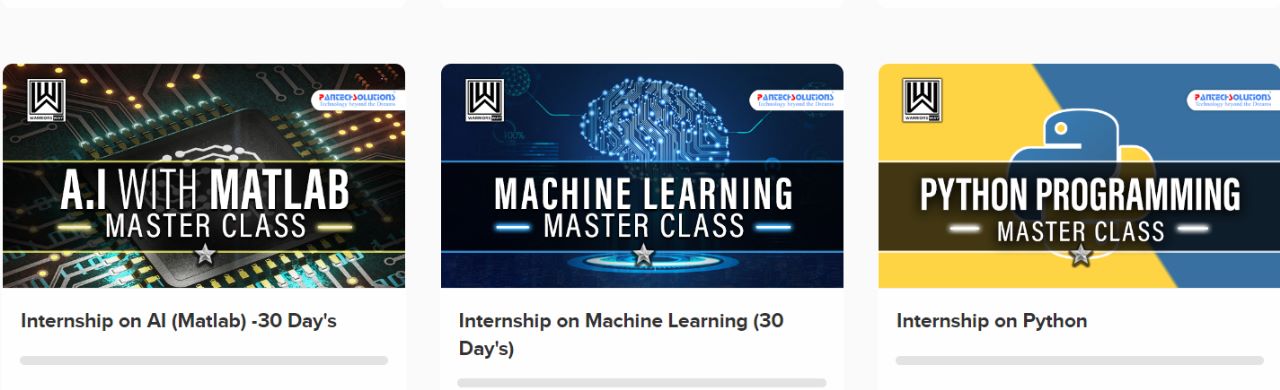 WARRIORS WAY
PANTECH SOLUTIONS
Technology beyond the Dreams
A.I WITH MATLAB
MASTER CLASS
Internship on AI (Matlab) -30 Day's
WARRIORS WAY
PANTECH SOLUTIONS
Technology beyond the Dreams
100%
MACHINE LEARNING
MASTER CLASS
Internship on Machine Learning (30
Day's)
WARRIORS WAY
PANTECH SOLUTIONS
Technology beyond the Dreams
PYTHON PROGRAMMING
MASTER CLASS
Internship on Python